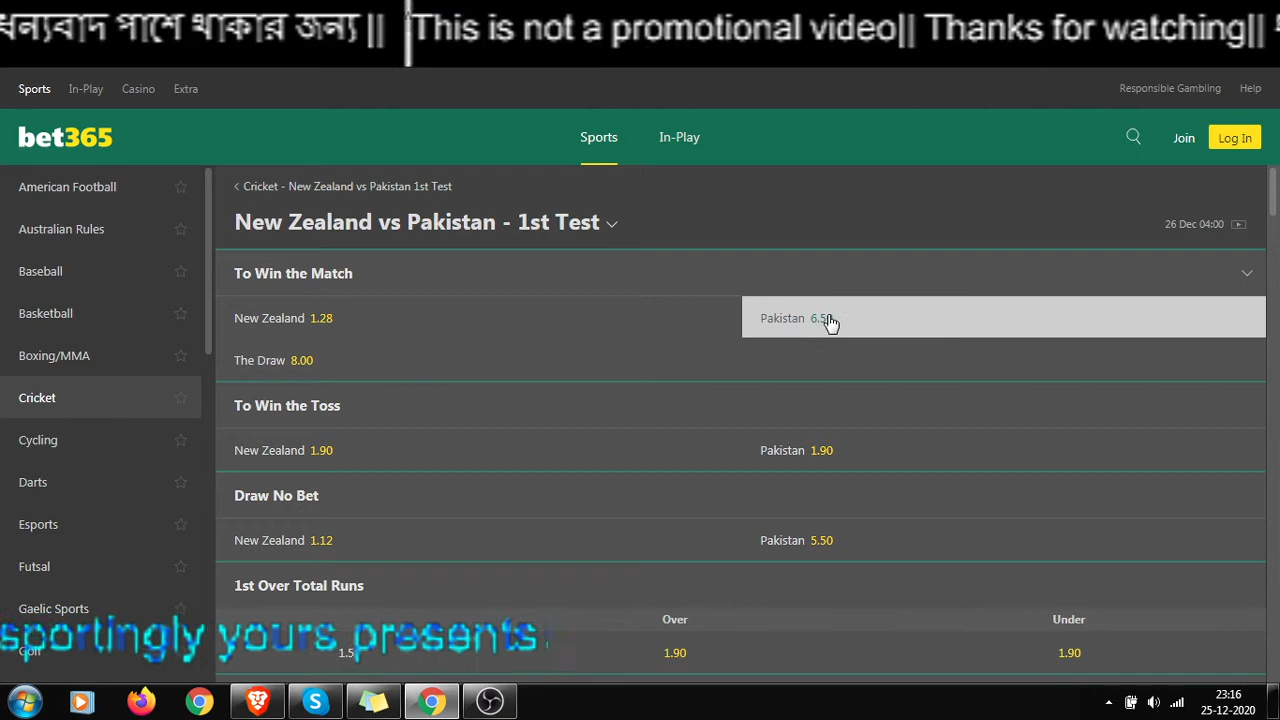 ধন্যবাদ পাশে থাকার জন্য || This is not a promotional video|| Thanks for watching||
Sports In-Play Casino Extra Responsible Gambling Help
bet365 Sports In-Play Join Log In
American Football
Australian Rules
Baseball
Basketball
Boxing/MMA
Cricket
Cycling
Darts
Esports
Futsal
Gaelic Sports
Golf
Cricket - New Zealand vs Pakistan 1st Test
New Zealand vs Pakistan - 1st Test 26 Dec 04:00
To Win the Match
New Zealand 1.28 Pakistan
The Draw 8.00
To Win the Toss
New Zealand 1.90 Pakistan 1.90
Draw No Bet
New Zealand 1.12 Pakistan 5.50
1st Over Total Runs
Over Under
1.5 1.90 1.90
sportingly yours presents
23:16
25-12-2020